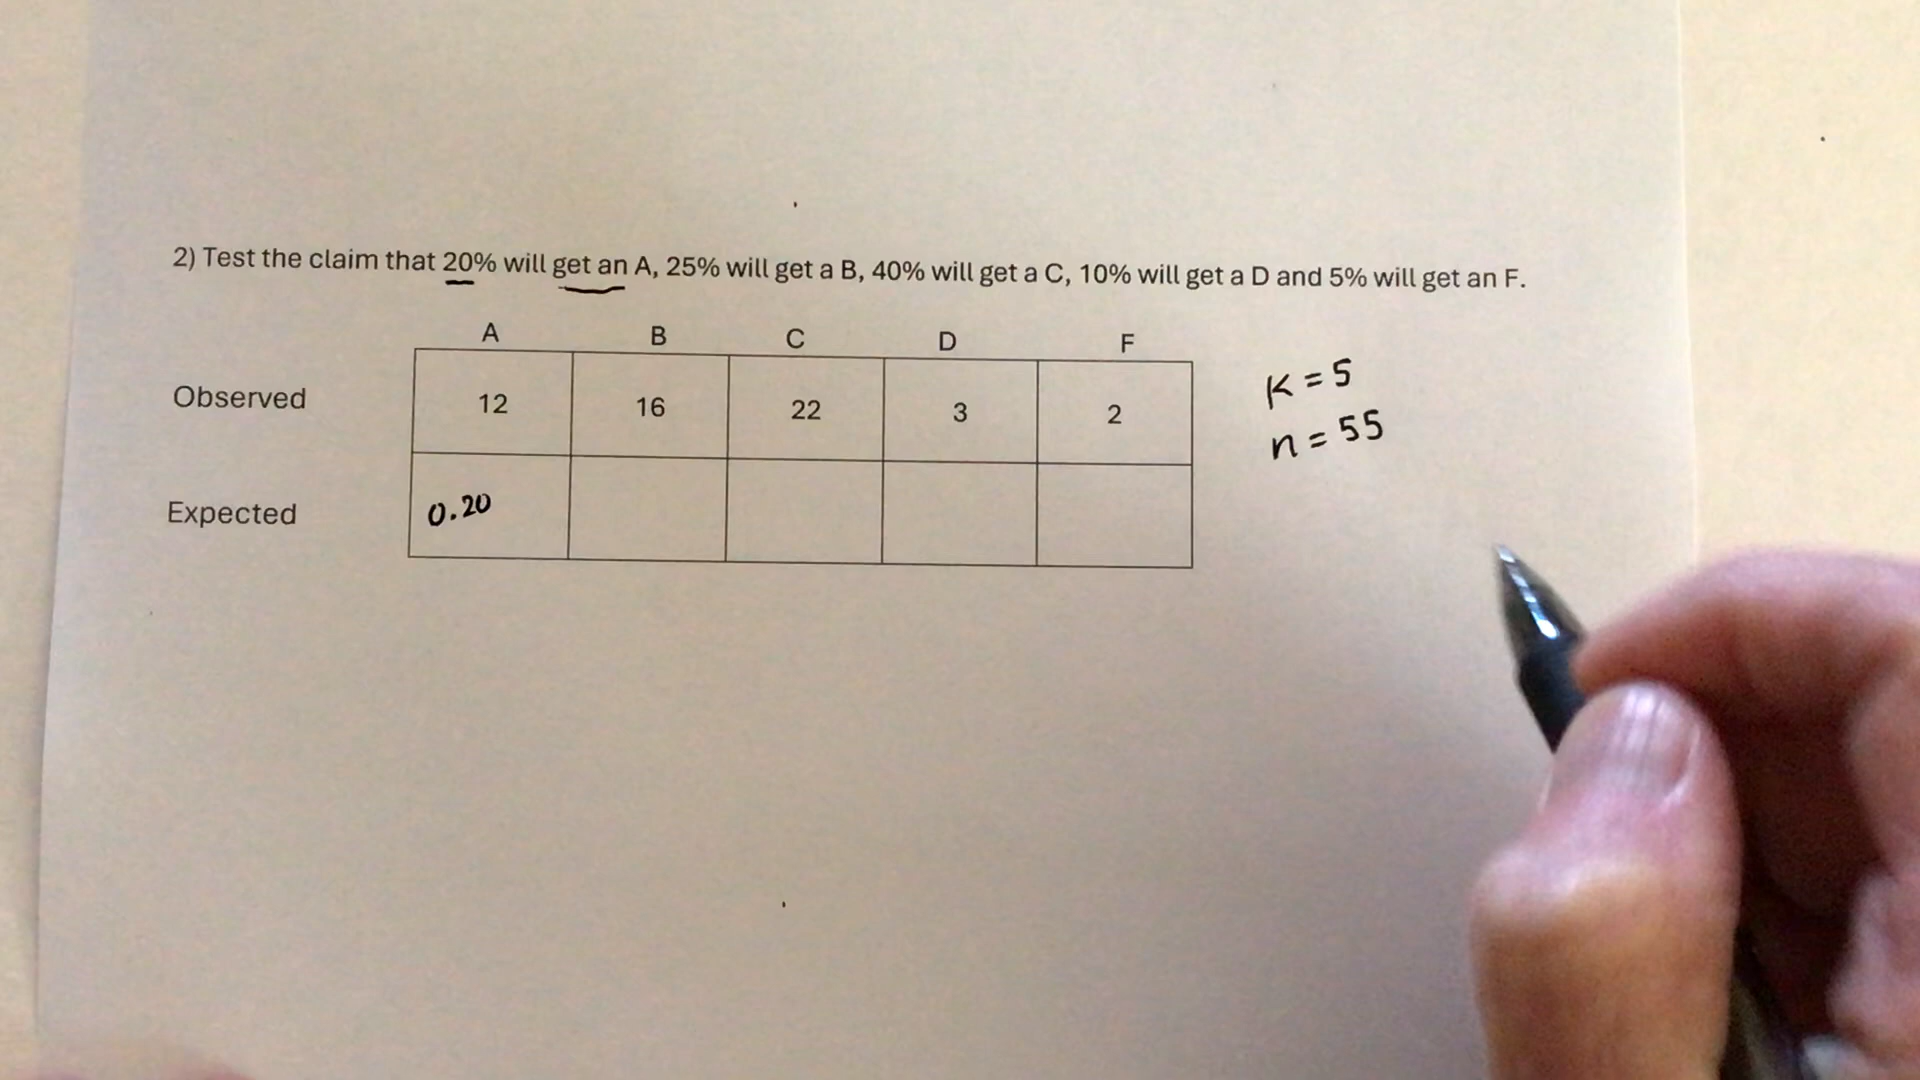 2) Test the claim that 20% will get an A, 25% will get a B, 40% will get a C, 10% will get a D and 5% will get an F.
A B C D F
Observed 12 16 22 3 2
K = 5
n = 55
Expected 0.20